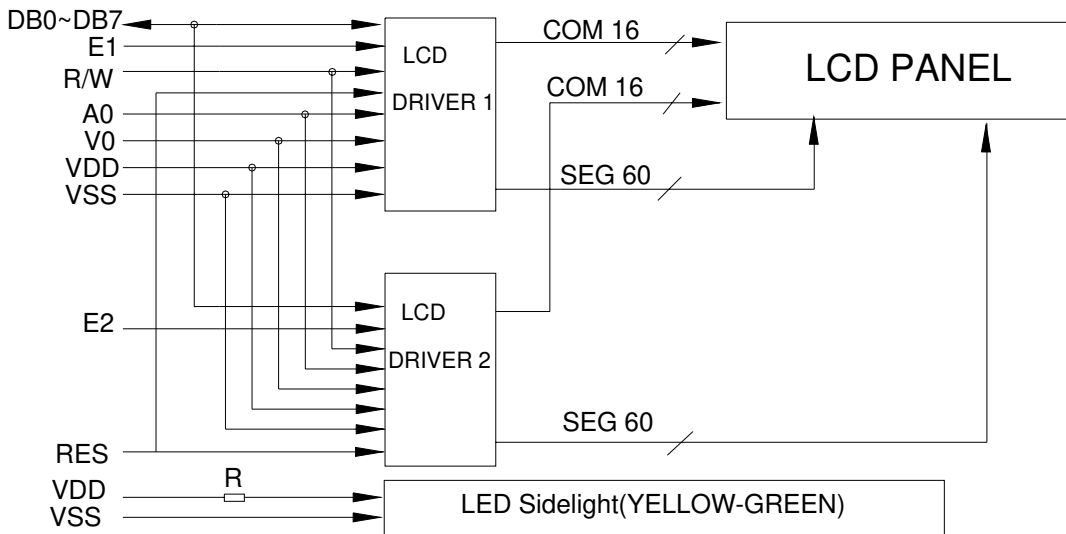 DB0~DB7
E1
R/W
A0
V0
VDD
VSS
LCD
DRIVER 1
COM 16
COM 16
SEG 60
LCD PANEL
E2
RES
LCD
DRIVER 2
SEG 60
VDD
VSS
R
LED Sidelight(YELLOW-GREEN)